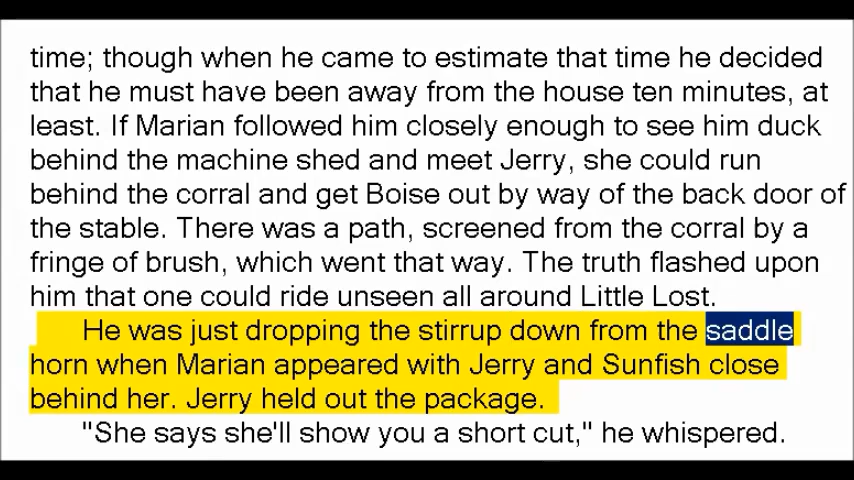 time; though when he came to estimate that time he decided
that he must have been away from the house ten minutes, at
least. If Marian followed him closely enough to see him duck
behind the machine shed and meet Jerry, she could run
behind the corral and get Boise out by way of the back door of
the stable. There was a path, screened from the corral by a
fringe of brush, which went that way. The truth flashed upon
him that one could ride unseen all around Little Lost.
He was just dropping the stirrup down from the saddle
horn when Marian appeared with Jerry and Sunfish close
behind her. Jerry held out the package.
"She says she'll show you a short cut," he whispered.